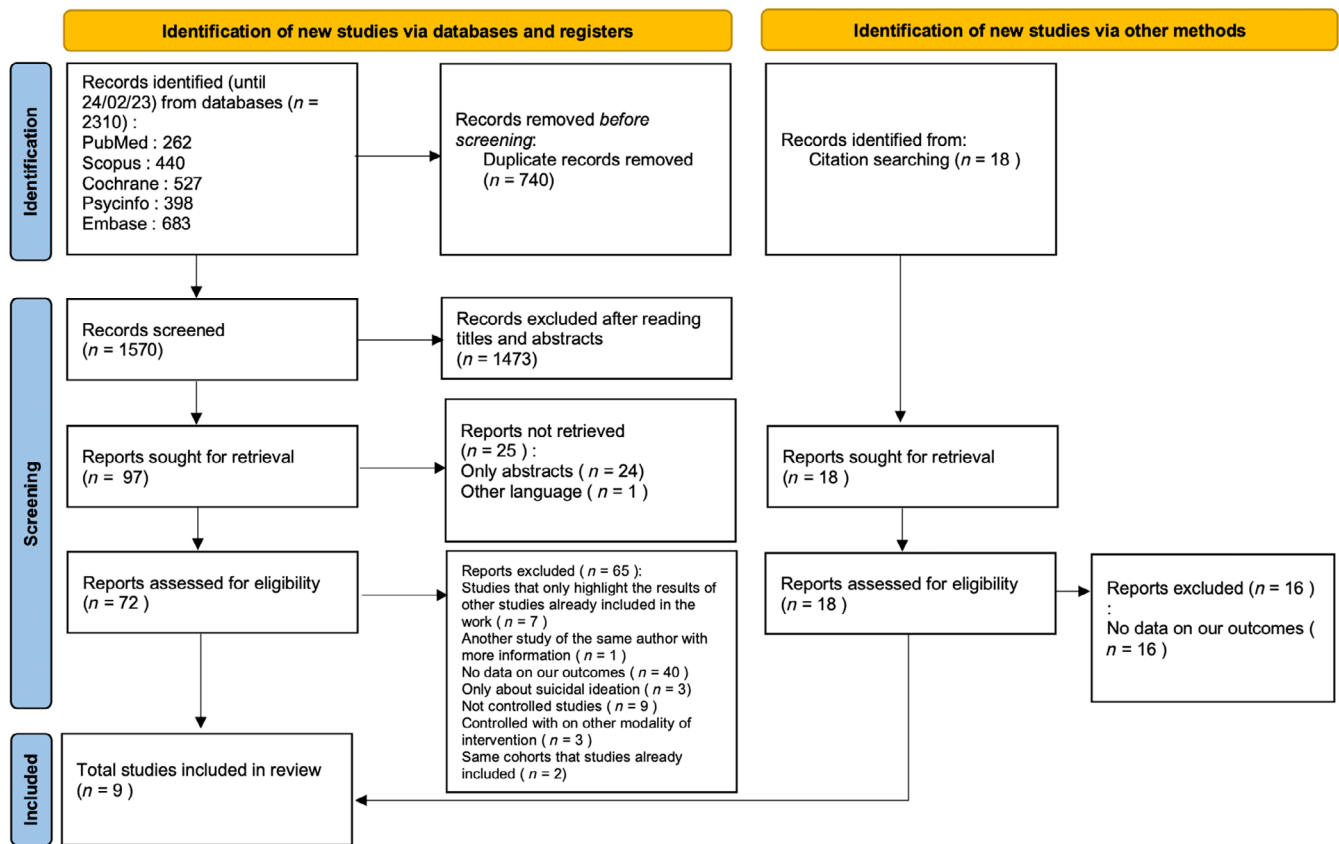 Identification of new studies via databases and registers
Identification of new studies via other methods
Identification
Records identified (until
24/02/23) from databases (n =
2310) :
PubMed : 262
Scopus : 440
Cochrane : 527
Psycinfo : 398
Embase : 683
Records removed before
screening:
Duplicate records removed
(n = 740)
Records identified from:
Citation searching (n = 18 )
Screening
Records screened
(n = 1570)
Records excluded after reading
titles and abstracts
(n = 1473)
Reports sought for retrieval
(n = 97)
Reports not retrieved
(n = 25 ) :
Only abstracts ( n = 24)
Other language ( n = 1 )
Reports sought for retrieval
(n = 18 )
Reports assessed for eligibility
(n = 72 )
Reports excluded ( n = 65 ):
Studies that only highlight the results of
other studies already included in the
work ( n = 7 )
Another study of the same author with
more information ( n = 1 )
No data on our outcomes ( n = 40 )
Only about suicidal ideation ( n = 3)
Not controlled studies ( n = 9 )
Controlled with on other modality of
intervention ( n = 3 )
Same cohorts that studies already
included ( n = 2)
Reports assessed for eligibility
(n = 18 )
Reports excluded (n = 16 )
:
No data on our outcomes (
n = 16 )
Included
Total studies included in review
(n = 9 )